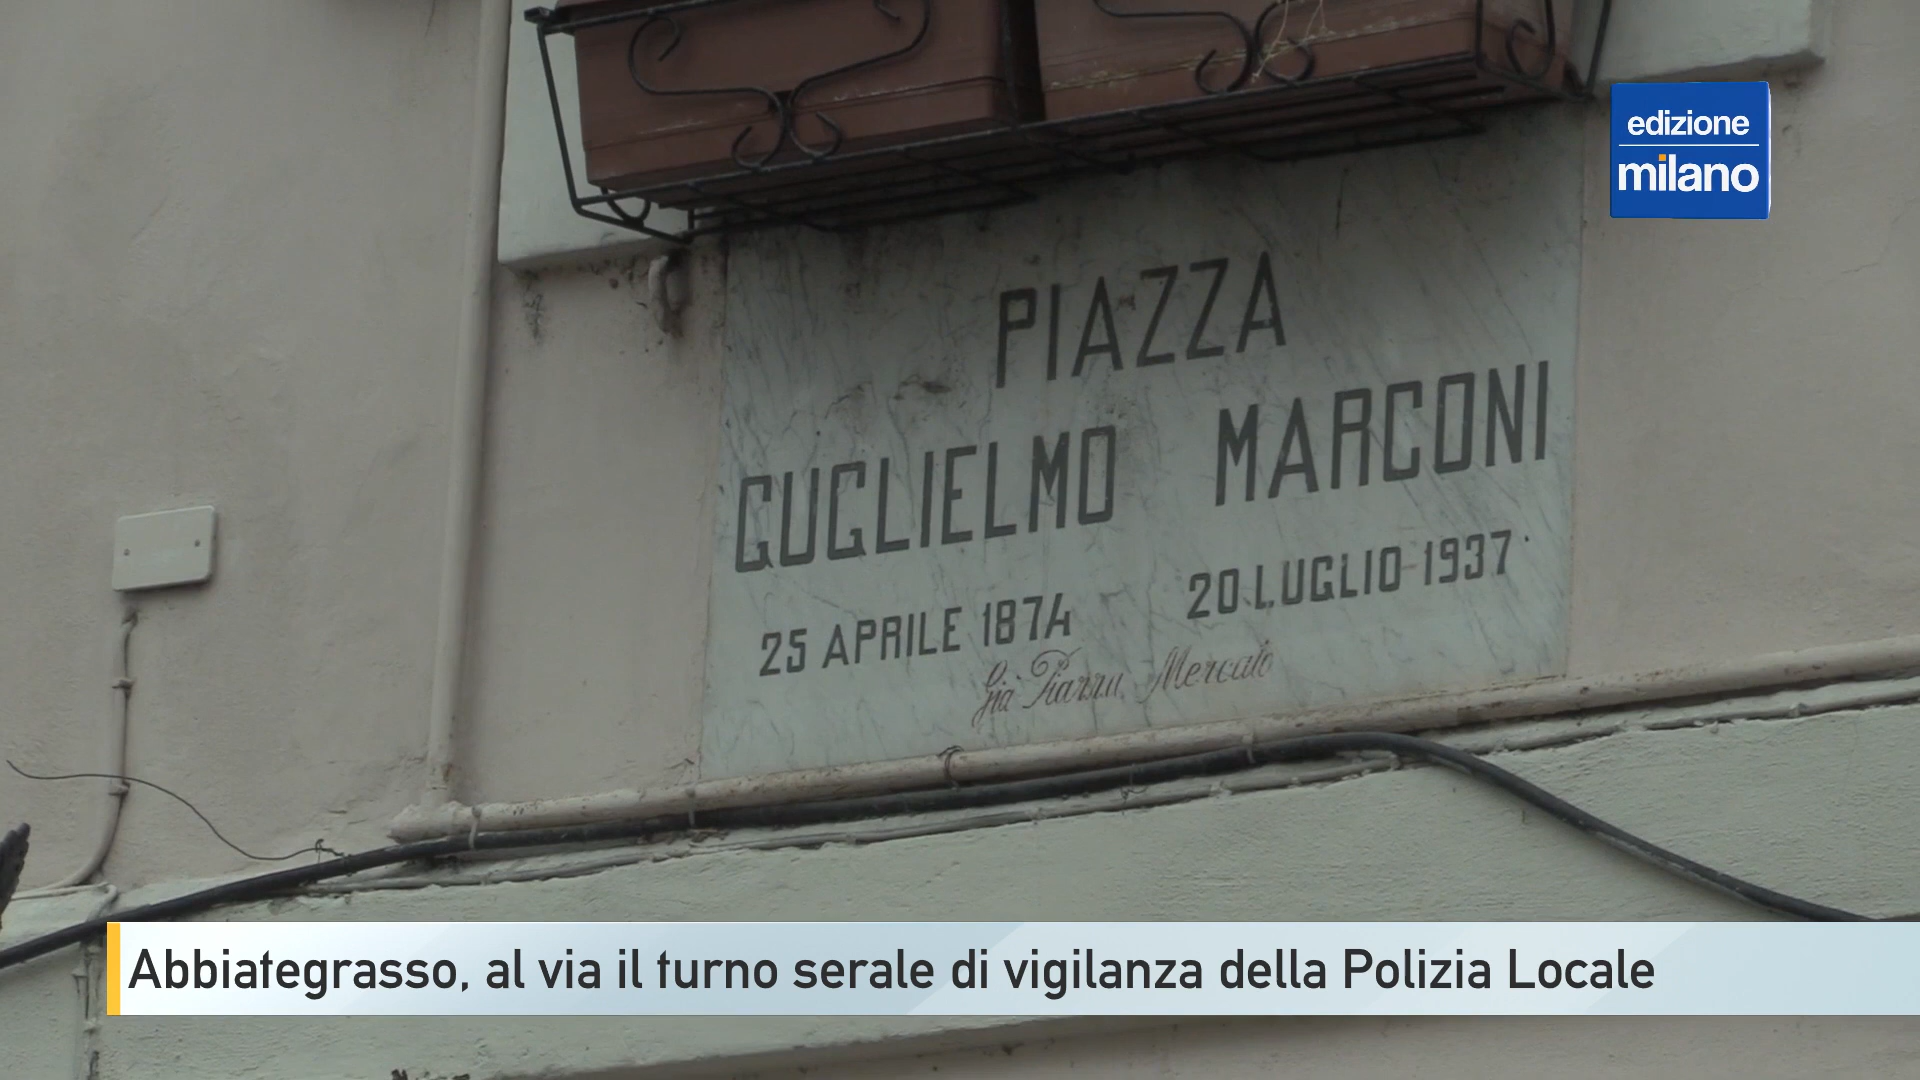 edizione
milano
PIAZZA
GUGLIELMO MARCONI
25 APRILE 1874 20 LUGLIO 1937
già Piazza Mercato
Abbiategrasso, al via il turno serale di vigilanza della Polizia Locale